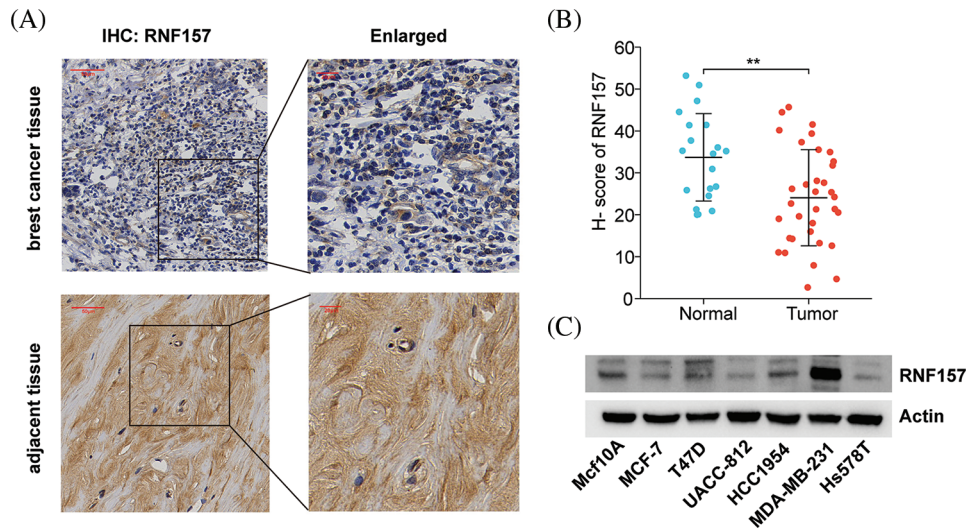 (A)
IHC: RNF157
Enlarged
brest cancer tissue
adjacent tissue
50μm
(B)
H- score of RNF157
60
50
40
30
20
10
0
**
Normal
Tumor
(C)
RNF157
Actin
Mcf10A
MCF-7
T47D
UACC-812
HCC1954
MDA-MB-231
Hs578T